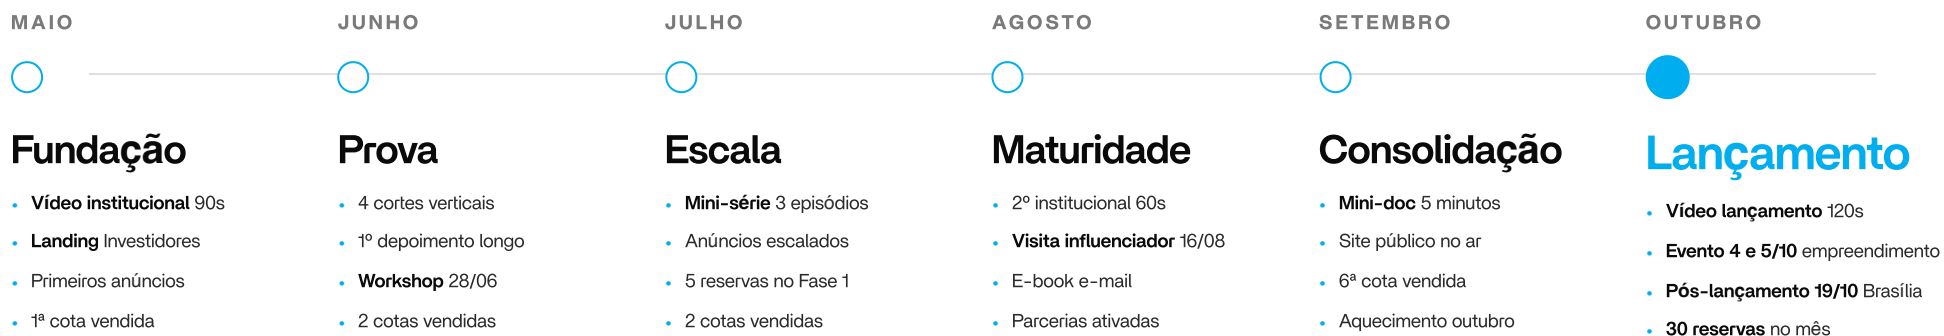 MAIO
Fundação
Vídeo institucional 90s
Landing Investidores
Primeiros anúncios
1ª cota vendida
JUNHO
Prova
4 cortes verticais
1º depoimento longo
Workshop 28/06
2 cotas vendidas
JULHO
Escala
Mini-série 3 episódios
Anúncios escalados
5 reservas no Fase 1
2 cotas vendidas
AGOSTO
Maturidade
2º institucional 60s
Visita influenciador 16/08
E-book e-mail
Parcerias ativadas
SETEMBRO
Consolidação
Mini-doc 5 minutos
Site público no ar
6ª cota vendida
Aquecimento outubro
OUTUBRO
Lançamento
Vídeo lançamento 120s
Evento 4 e 5/10 empreendimento
Pós-lançamento 19/10 Brasília
30 reservas no mês